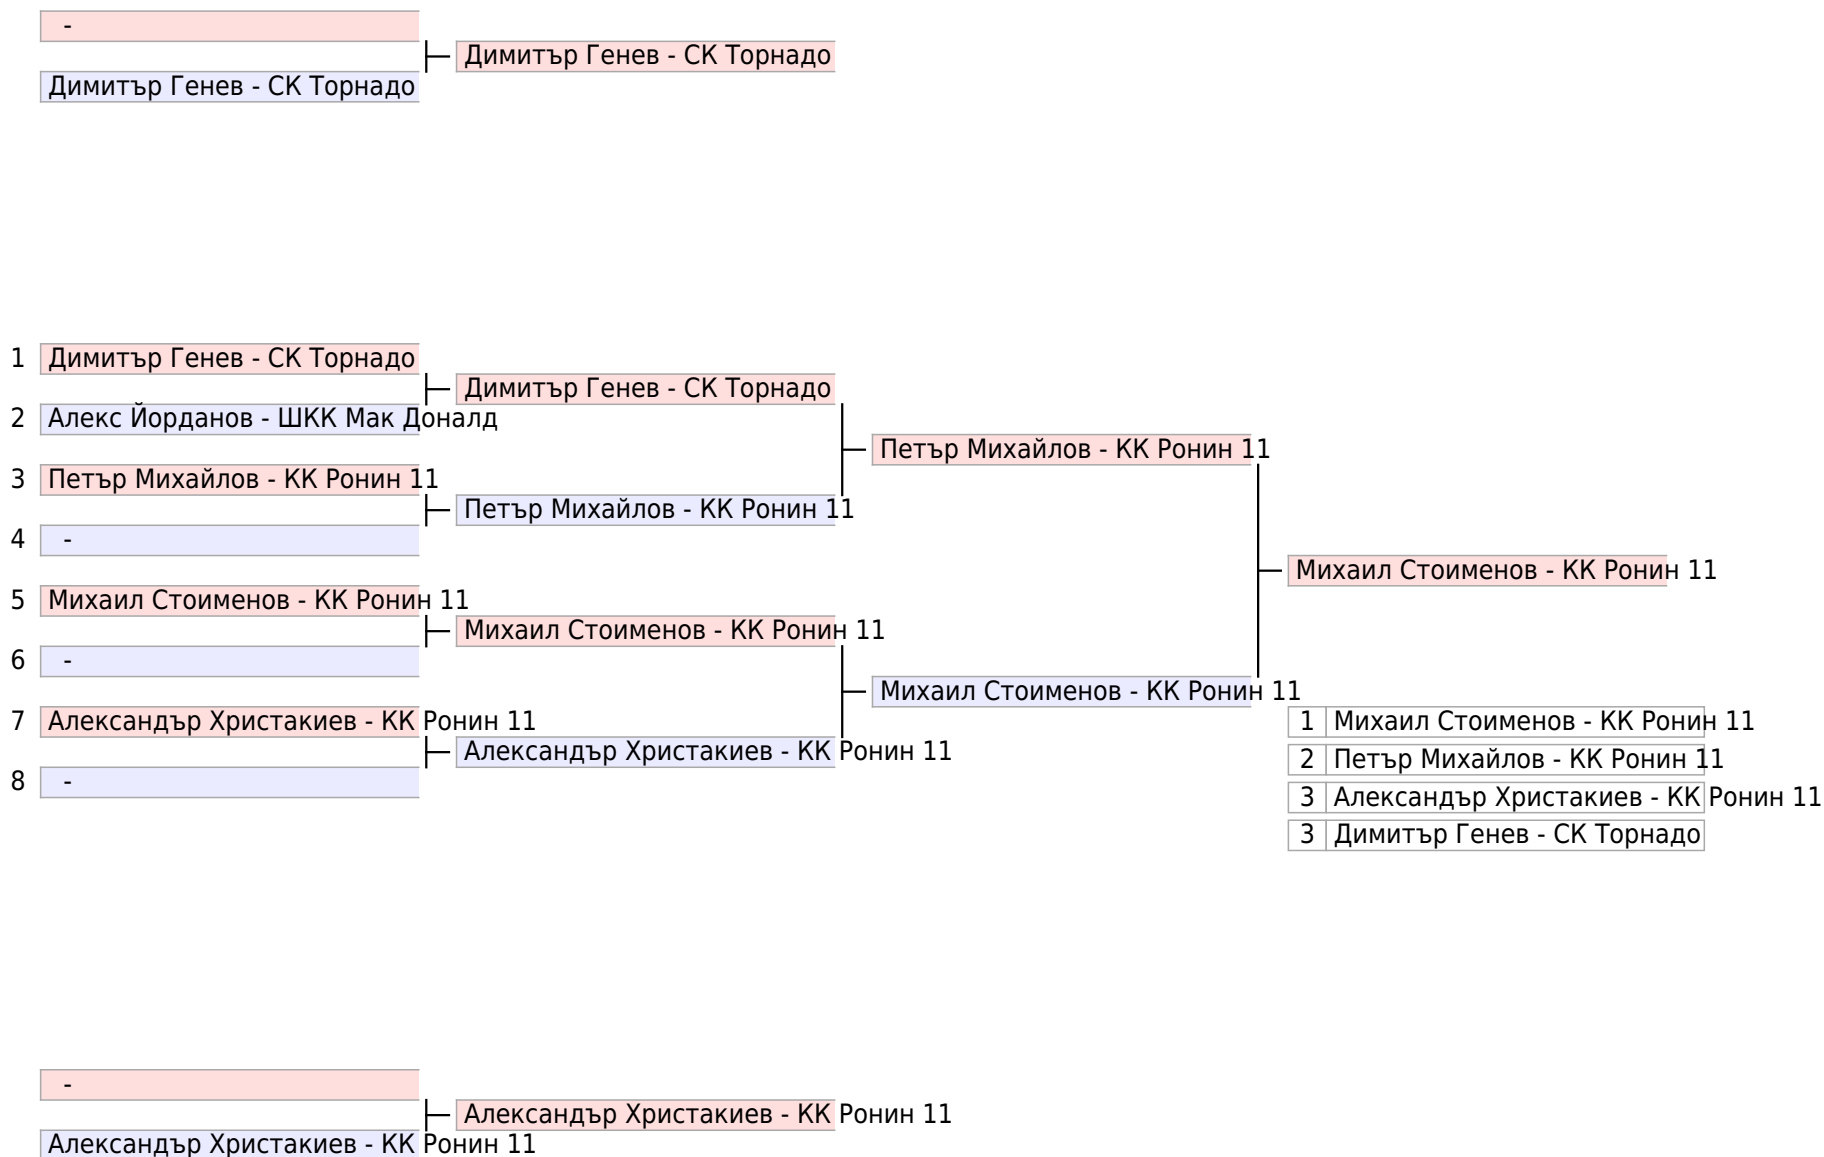 -
Димитър Генев - СК Торнадо
Димитър Генев - СК Торнадо
1 Димитър Генев - СК Торнадо
Димитър Генев - СК Торнадо
2 Алекс Йорданов - ШКК Мак Доналд
Петър Михайлов - КК Ронин 11
3 Петър Михайлов - КК Ронин 11
Петър Михайлов - КК Ронин 11
4 -
Михаил Стоименов - КК Ронин 11
5 Михаил Стоименов - КК Ронин 11
Михаил Стоименов - КК Ронин 11
6 -
Михаил Стоименов - КК Ронин 11
7 Александър Христакиев - КК Ронин 11
1 Михаил Стоименов - КК Ронин 11
Александър Христакиев - КК Ронин 11
2 Петър Михайлов - КК Ронин 11
8 -
3 Александър Христакиев - КК Ронин 11
3 Димитър Генев - СК Торнадо
-
Александър Христакиев - КК Ронин 11
Александър Христакиев - КК Ронин 11